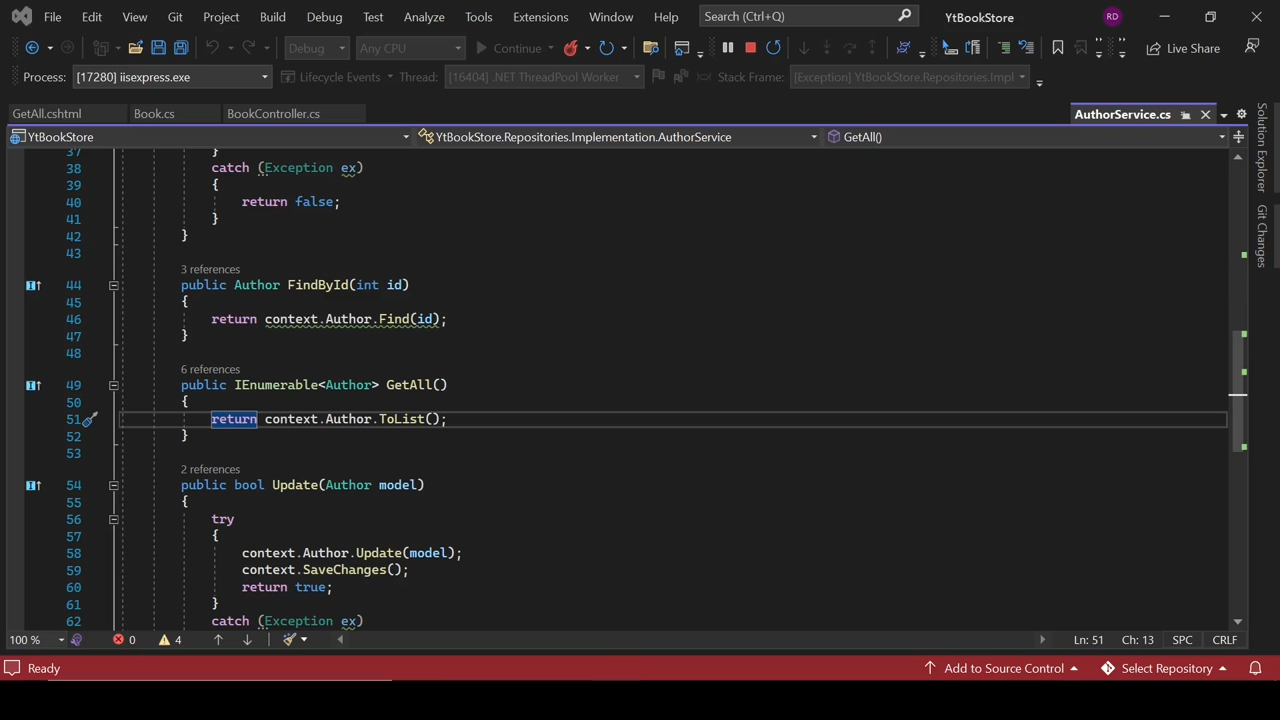 File Edit View Git Project Build Debug Test Analyze Tools Extensions Window Help Search (Ctrl+Q) YtBookStore RD
Debug Any CPU Continue Live Share
Process: [17280] iisexpress.exe Lifecycle Events Thread: [16404] .NET ThreadPool Worker Stack Frame: [Exception] YtBookStore.Repositories.Impl
GetAll.cshtml Book.cs BookController.cs AuthorService.cs
YtBookStore YtBookStore.Repositories.Implementation.AuthorService GetAll()
37 }
38 catch (Exception ex)
39 {
40 return false;
41 }
42 }
43
3 references
44 public Author FindById(int id)
45 {
46 return context.Author.Find(id);
47 }
48
6 references
49 public IEnumerable<Author> GetAll()
50 {
51 return context.Author.ToList();
52 }
53
2 references
54 public bool Update(Author model)
55 {
56 try
57 {
58 context.Author.Update(model);
59 context.SaveChanges();
60 return true;
61 }
62 catch (Exception ex)
Solution Explorer
Git Changes
100 % 0 4 Ln: 51 Ch: 13 SPC CRLF
Ready Add to Source Control Select Repository